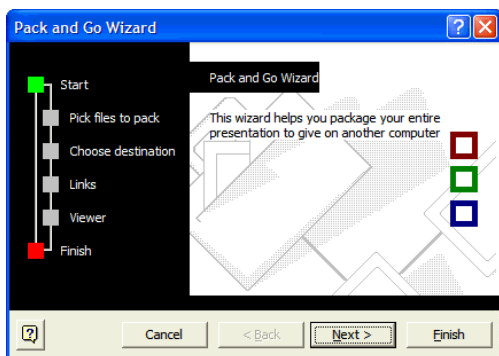 Pack and Go Wizard
Start
Pick files to pack
Choose destination
Links
Viewer
Finish
Pack and Go Wizard
This wizard helps you package your entire
presentation to give on another computer
Cancel
< Back
Next >
Finish